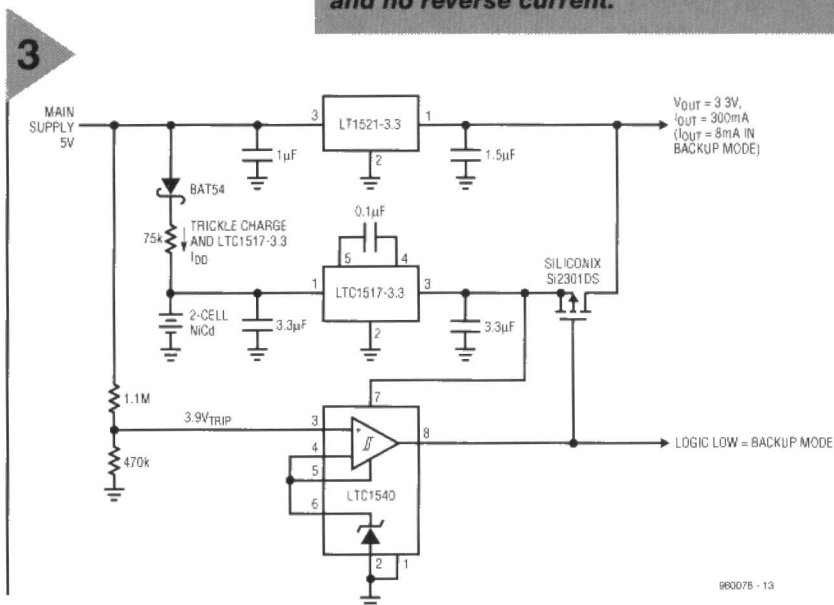 and no reverse current.
3
MAIN
SUPPLY
5V
3
LT1521-3.3
1
2
1µF
1.5µF
VOUT = 3 3V,
IOUT = 300mA
(IOUT = 8mA IN
BACKUP MODE)
BAT54
75k
TRICKLE CHARGE
AND LTC1517-3.3
IDD
0.1µF
5
4
1
LTC1517-3.3
3
2
SILICONIX
Si2301DS
2-CELL
NiCd
3.3µF
3.3µF
1.1M
3.9VTRIP
470k
7
3
+
4
5
6
8
LTC1540
2
1
LOGIC LOW = BACKUP MODE
960076 - 13